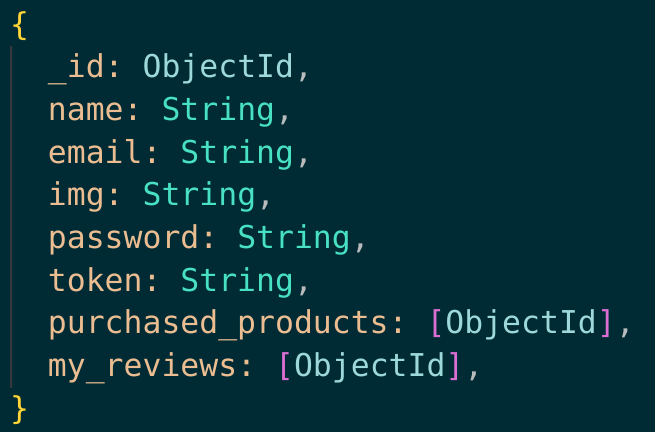 {
_id: ObjectId,
name: String,
email: String,
img: String,
password: String,
token: String,
purchased_products: [ObjectId],
my_reviews: [ObjectId],
}